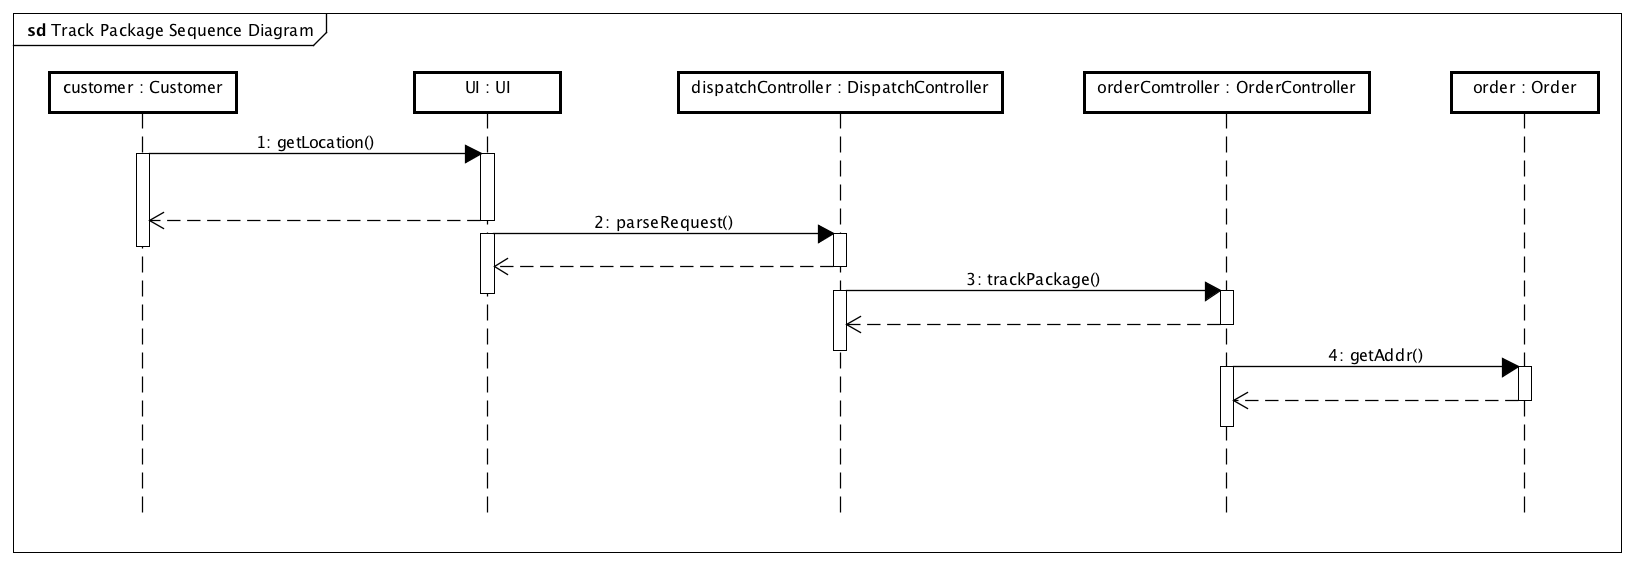 sd Track Package Sequence Diagram
customer : Customer
UI : UI
dispatchController : DispatchController
orderComtroller : OrderController
order : Order
1: getLocation()
2: parseRequest()
3: trackPackage()
4: getAddr()